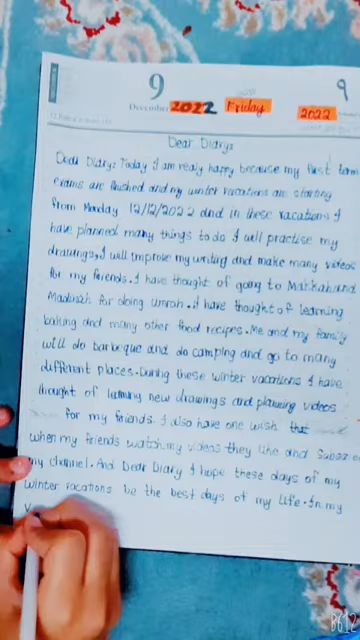 9
9
December 2022 Friday 2022
Dear Diary:
Dear Diary: Today I am realy happy because my first term
exams are finished and my winter vacations are starting
from Monday 12/12/2022 and in these vacations I
have planned many things to do I will practise my
drawings, I will improve my writing and make many videos
for my friends. I have thought of going to Makkah and
Madinah for doing Umrah. I have thought of learning
baking and many other food recipes. Me and my family
will do barbeque and do camping and go to many
different places. During these winter vacations I have
thought of learning new drawings and planning videos
for my friends. I also have one wish that
when my friends watch my videos they like and
my channel. And Dear Diary I hope these days of my
winter vacations be the best days of my life. In my
B612